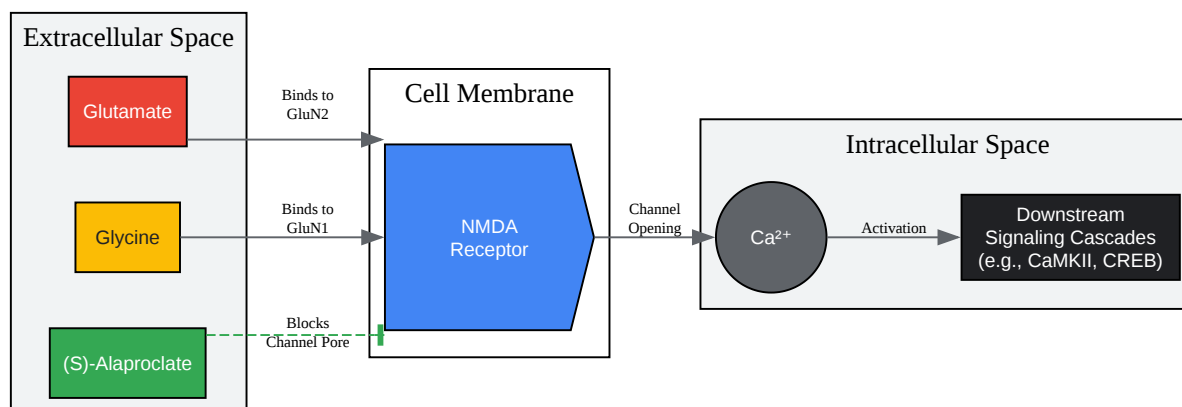 Extracellular Space
Glutamate
Glycine
(S)-Alaproclate
Binds to
GluN2
Binds to
GluN1
Blocks
Channel Pore
Cell Membrane
NMDA
Receptor
Channel
Opening
Intracellular Space
Ca²⁺
Activation
Downstream
Signaling Cascades
(e.g., CaMKII, CREB)